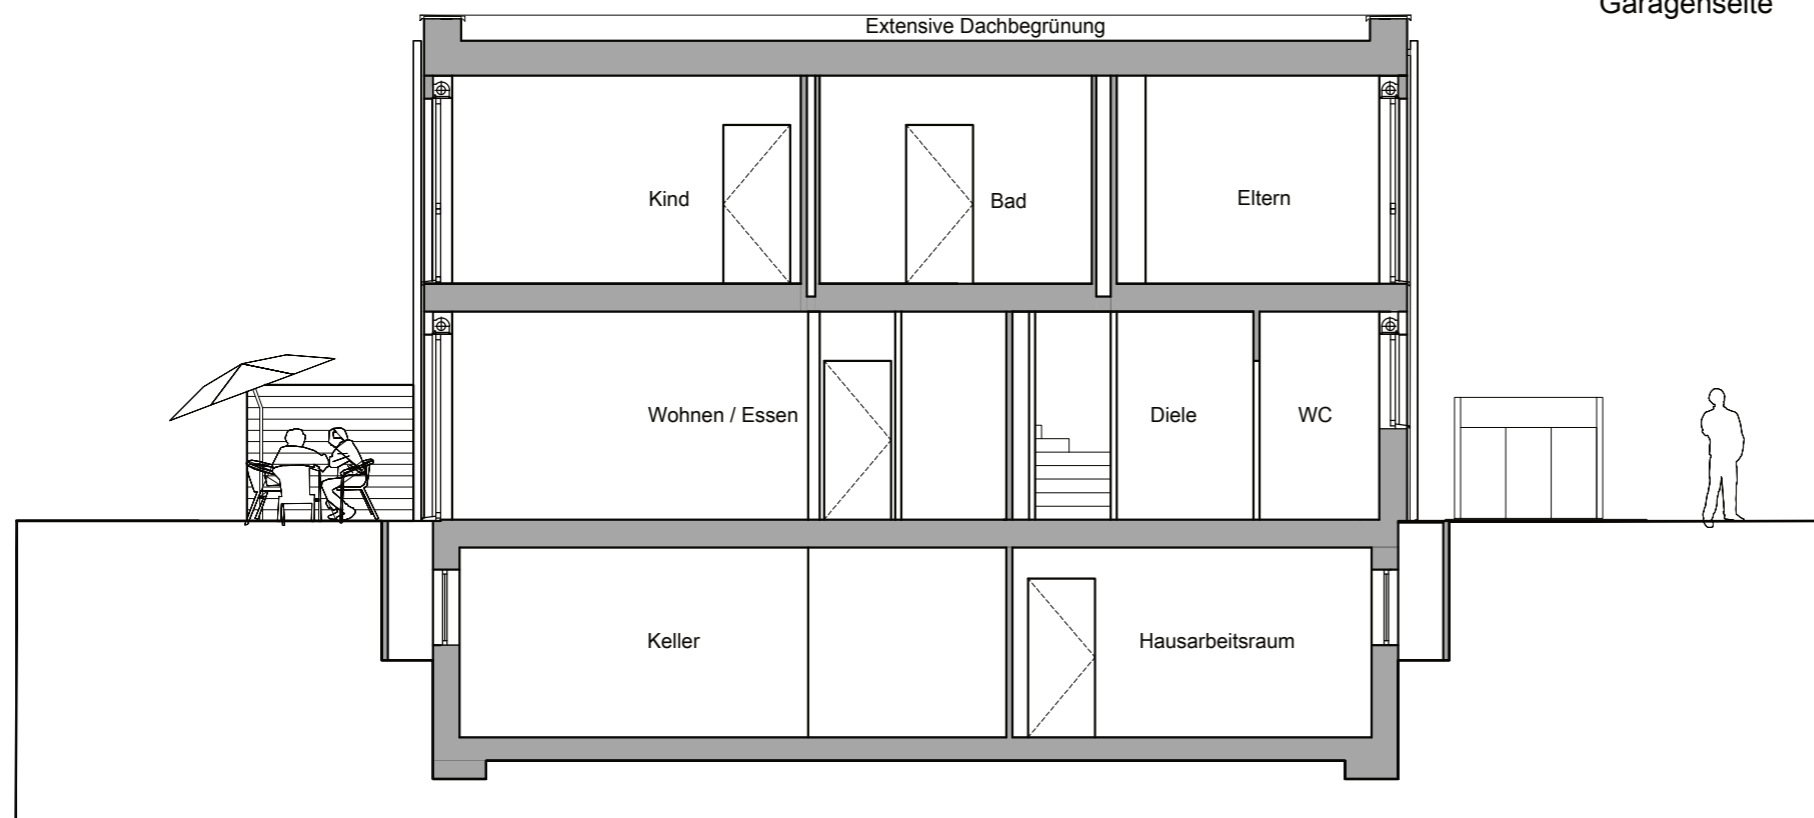 Garagenseite
Extensive Dachbegrünung
Kind
Bad
Eltern
Wohnen / Essen
Diele
WC
Keller
Hausarbeitsraum